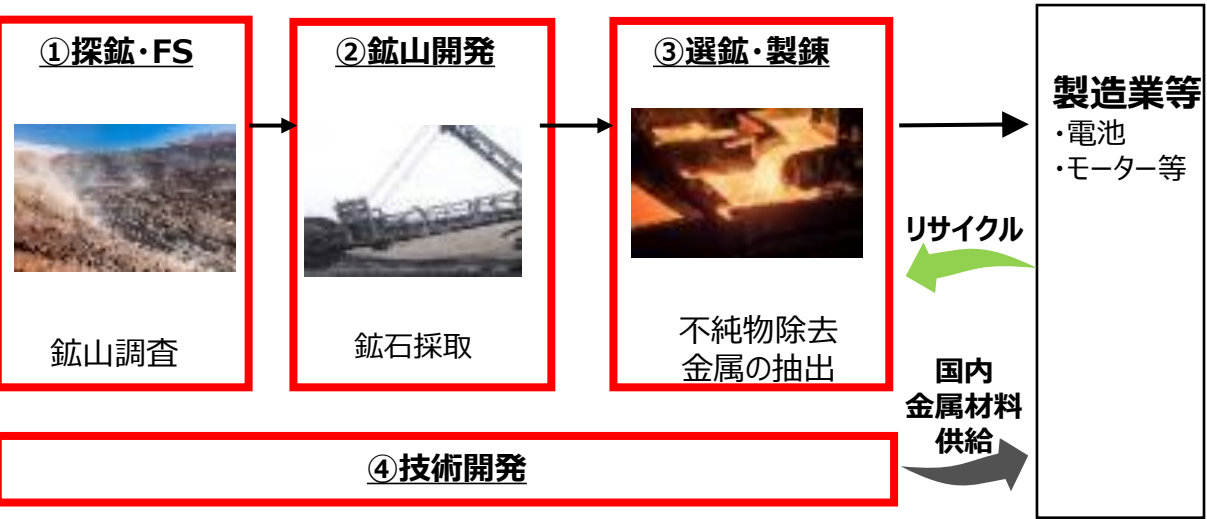 ①探鉱・FS
鉱山調査
②鉱山開発
鉱石採取
③選鉱・製錬
不純物除去
金属の抽出
製造業等
・電池
・モーター等
リサイクル
国内
金属材料
供給
④技術開発